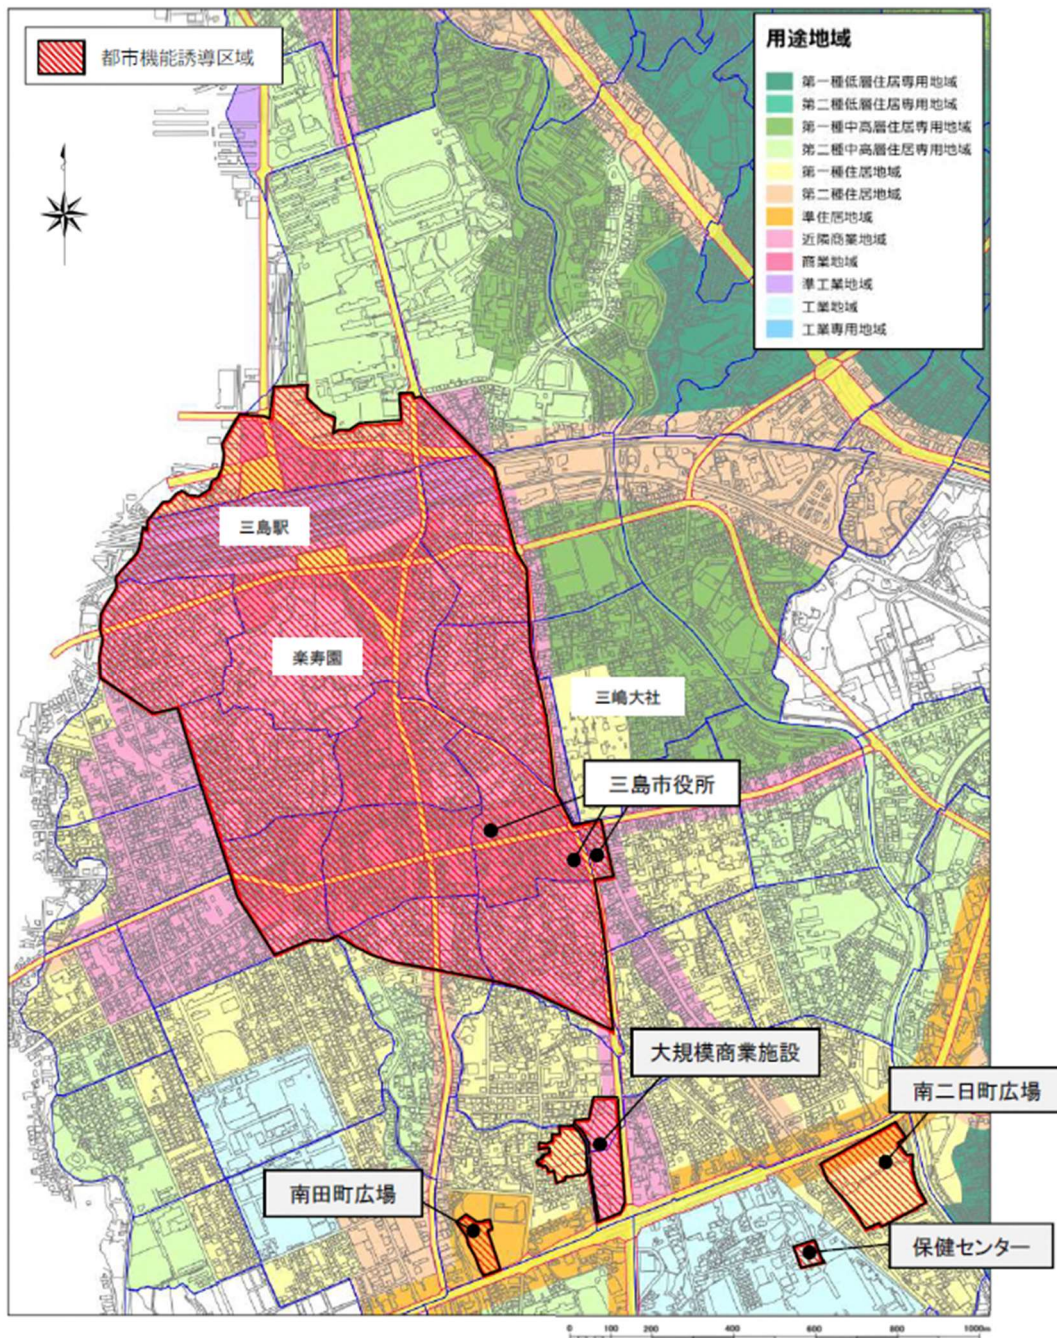 都市機能誘導区域
用途地域
第一種低層住居専用地域
第二種低層住居専用地域
第一種中高層住居専用地域
第二種中高層住居専用地域
第一種住居地域
第二種住居地域
準住居地域
近隣商業地域
商業地域
準工業地域
工業地域
工業専用地域
三島駅
楽寿園
三嶋大社
三島市役所
大規模商業施設
南二日町広場
南田町広場
保健センター
0 100 200 400 600 800 1000m